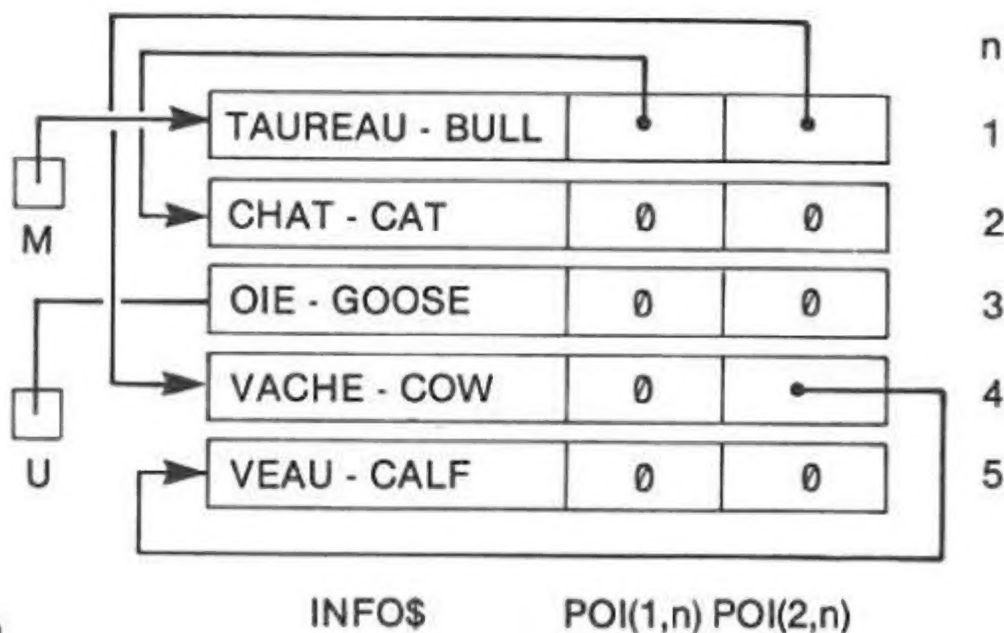 n
TAUREAU - BULL 1
M
CHAT - CAT 0 0 2
OIE - GOOSE 0 0 3
VACHE - COW 0 4
U
VEAU - CALF 0 0 5
INFO$ POI(1,n) POI(2,n)